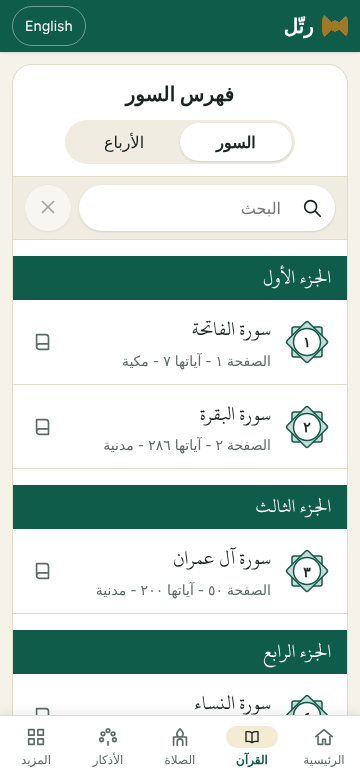 رتّل
English
فهرس السور
السور
الأرباع
البحث
الجزء الأول
١
سورة الفاتحة
الصفحة ١ - آياتها ٧ - مكية
٢
سورة البقرة
الصفحة ٢ - آياتها ٢٨٦ - مدنية
الجزء الثالث
٣
سورة آل عمران
الصفحة ٥٠ - آياتها ٢٠٠ - مدنية
الجزء الرابع
سورة النساء
الرئيسية
القرآن
الصلاة
الأذكار
المزيد